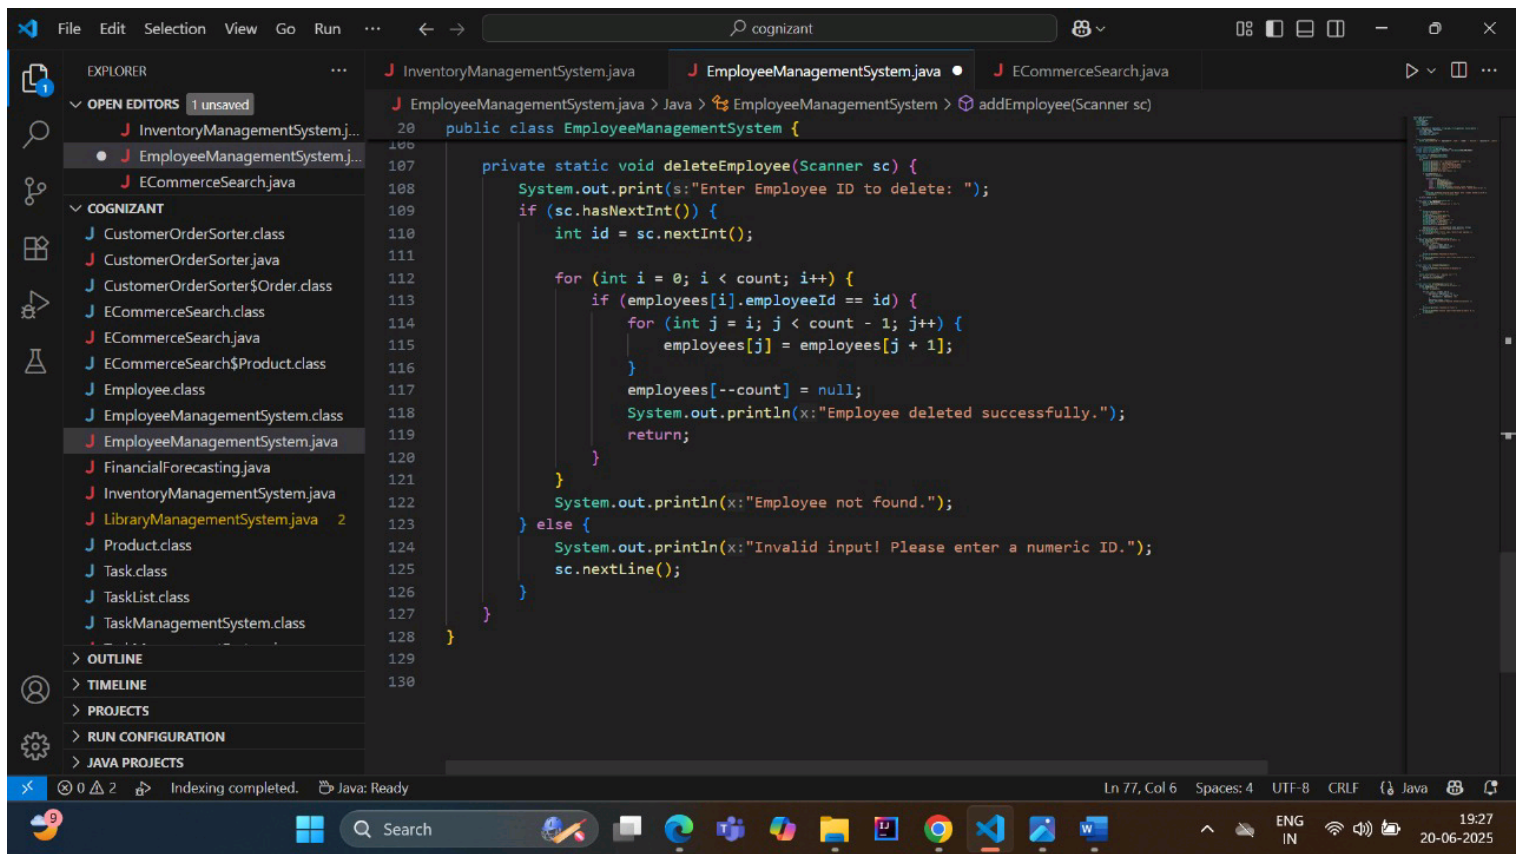 File Edit Selection View Go Run ··· cognizant
EXPLORER ···
OPEN EDITORS 1 unsaved
InventoryManagementSystem.j...
EmployeeManagementSystem.j...
ECommerceSearch.java
COGNIZANT
CustomerOrderSorter.class
CustomerOrderSorter.java
CustomerOrderSorter$Order.class
ECommerceSearch.class
ECommerceSearch.java
ECommerceSearch$Product.class
Employee.class
EmployeeManagementSystem.class
EmployeeManagementSystem.java
FinancialForecasting.java
InventoryManagementSystem.java
LibraryManagementSystem.java 2
Product.class
Task.class
TaskList.class
TaskManagementSystem.class
OUTLINE
TIMELINE
PROJECTS
RUN CONFIGURATION
JAVA PROJECTS
InventoryManagementSystem.java EmployeeManagementSystem.java ECommerceSearch.java
EmployeeManagementSystem.java > Java > EmployeeManagementSystem > addEmployee(Scanner sc)
20 public class EmployeeManagementSystem {
106
107 private static void deleteEmployee(Scanner sc) {
108 System.out.print(s:"Enter Employee ID to delete: ");
109 if (sc.hasNextInt()) {
110 int id = sc.nextInt();
111
112 for (int i = 0; i < count; i++) {
113 if (employees[i].employeeId == id) {
114 for (int j = i; j < count - 1; j++) {
115 employees[j] = employees[j + 1];
116 }
117 employees[--count] = null;
118 System.out.println(x:"Employee deleted successfully.");
119 return;
120 }
121 }
122 System.out.println(x:"Employee not found.");
123 } else {
124 System.out.println(x:"Invalid input! Please enter a numeric ID.");
125 sc.nextLine();
126 }
127 }
128 }
129
130
0 2 Indexing completed. Java: Ready Ln 77, Col 6 Spaces: 4 UTF-8 CRLF Java
9 Search ENG IN 19:27 20-06-2025